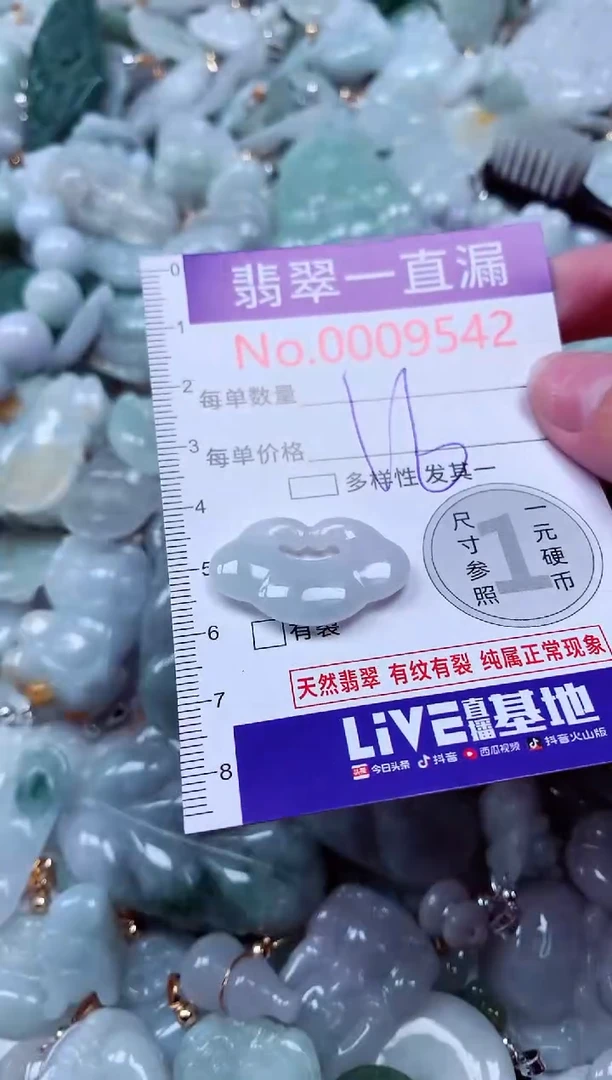 0
翡翠一直漏
No.0009542
1
2
每单数量
3
每单价格
多样性 发其一
4
尺寸参照
1
一元硬币
5
6
有裂
天然翡翠 有纹有裂 纯属正常现象
7
LiVE直播基地
8
今日头条 抖音 西瓜视频 抖音火山版